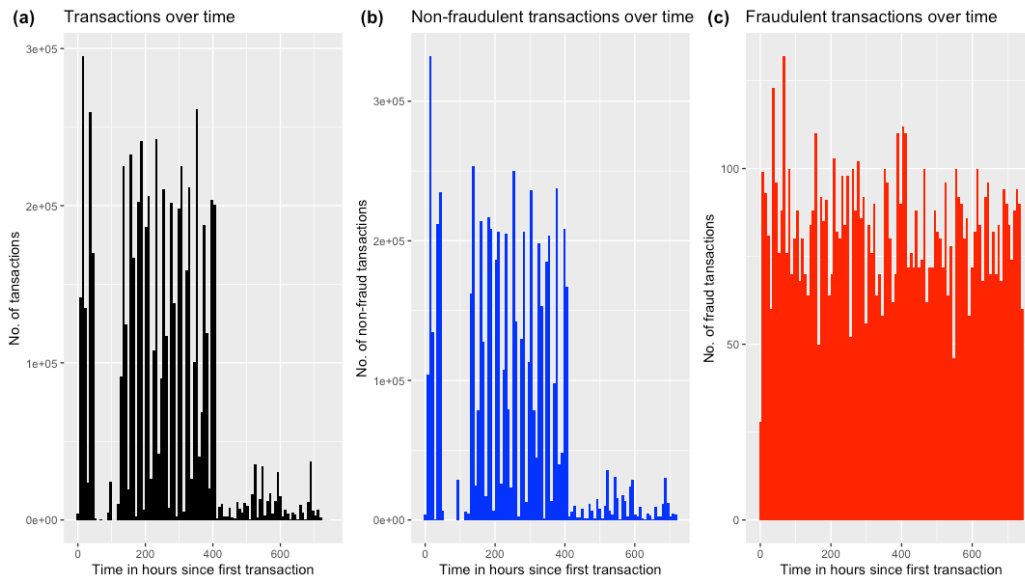 (a) Transactions over time
3e+05
2e+05
1e+05
0e+00
No. of tansactions
0 200 400 600
Time in hours since first transaction
(b) Non-fraudulent transactions over time
3e+05
2e+05
1e+05
0e+00
No. of non-fraud tansactions
0 200 400 600
Time in hours since first transaction
(c) Fraudulent transactions over time
100
50
0
No. of fraud tansactions
0 200 400 600
Time in hours since first transaction